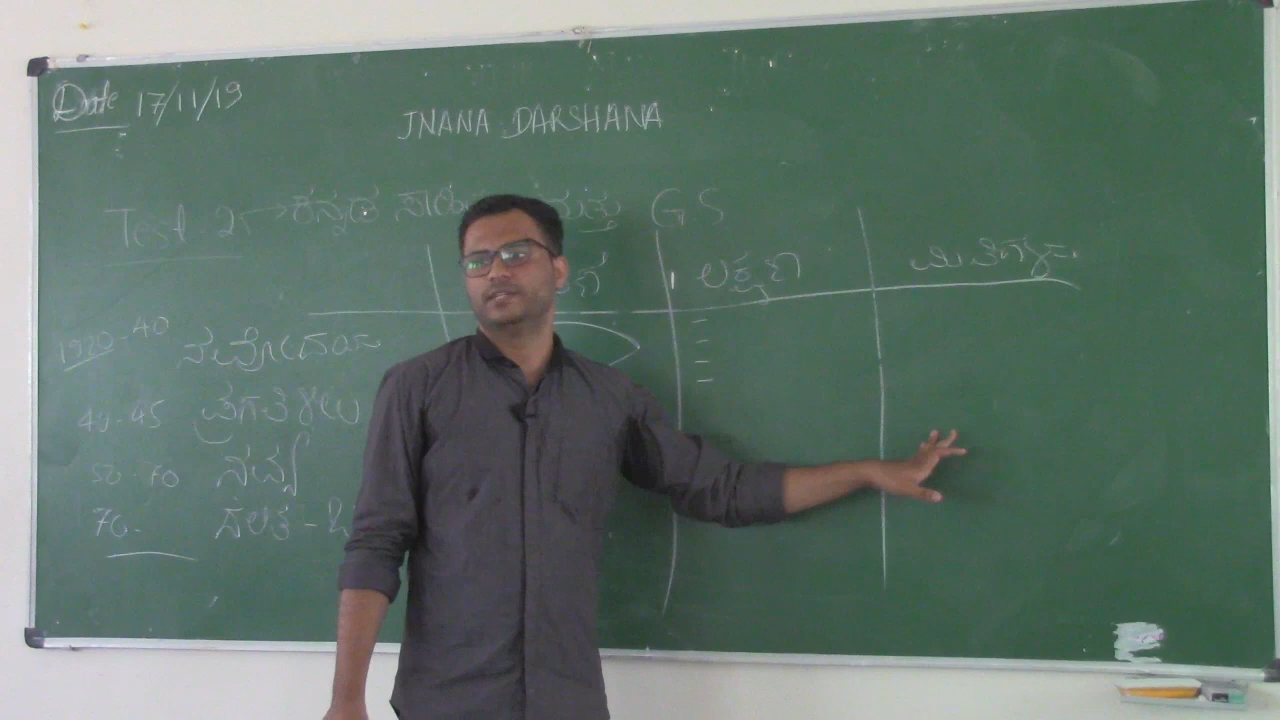 Date 17/11/19
JNANA DARSHANA
Test 2 → ಕನ್ನಡ ಮತ್ತು GS
ಲಕ್ಷಣ ಮಿತಿಗಳು
1920-40 ನವೋದಯ
40-45 ಪ್ರಗತಿಶೀಲ
50-70 ನವ್ಯ
70- ದಲಿತ -